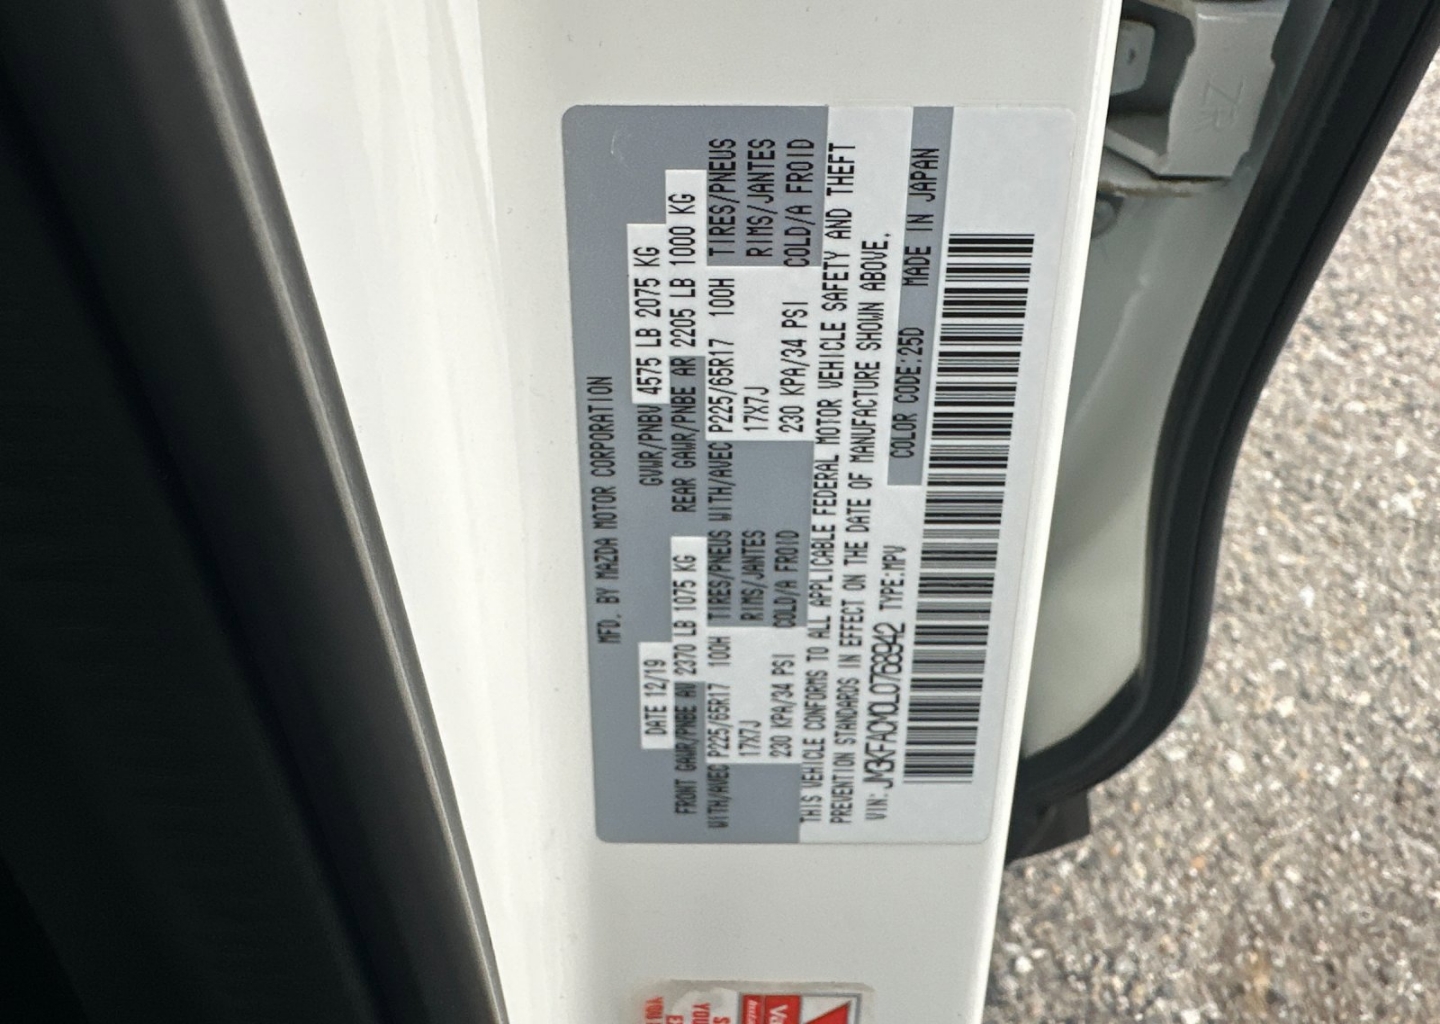 MFD. BY MAZDA MOTOR CORPORATION
DATE 12/19 GVWR/PNBV 4575 LB 2075 KG
FRONT GAWR/PNBE AV 2370 LB 1075 KG REAR GAWR/PNBE AR 2205 LB 1000 KG
WITH/AVEC P225/65R17 100H TIRES/PNEUS WITH/AVEC P225/65R17 100H TIRES/PNEUS
17X7J RIMS/JANTES 17X7J RIMS/JANTES
230 KPA/34 PSI COLD/A FROID 230 KPA/34 PSI COLD/A FROID
THIS VEHICLE CONFORMS TO ALL APPLICABLE FEDERAL MOTOR VEHICLE SAFETY AND THEFT
PREVENTION STANDARDS IN EFFECT ON THE DATE OF MANUFACTURE SHOWN ABOVE.
VIN: JM3KFACM0L0768942 TYPE:MPV
COLOR CODE:25D MADE IN JAPAN
ZR